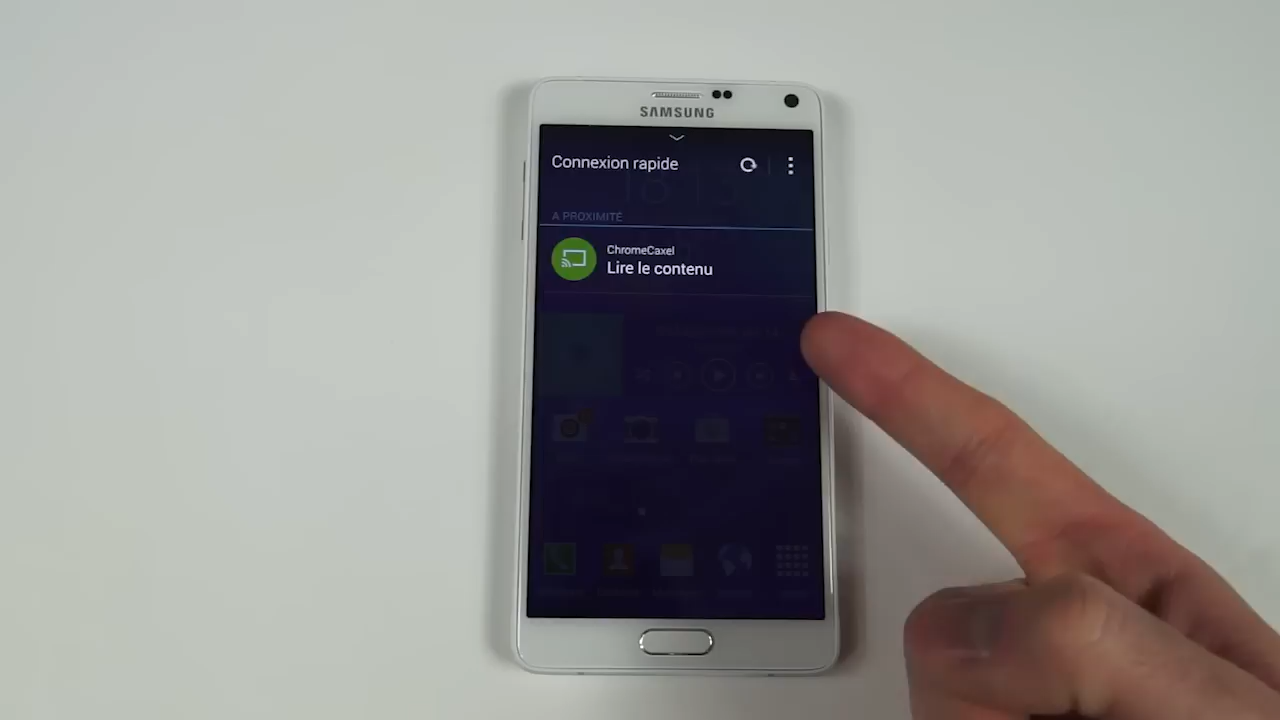 SAMSUNG
Connexion rapide
A PROXIMITÉ
ChromeCaxel
Lire le contenu